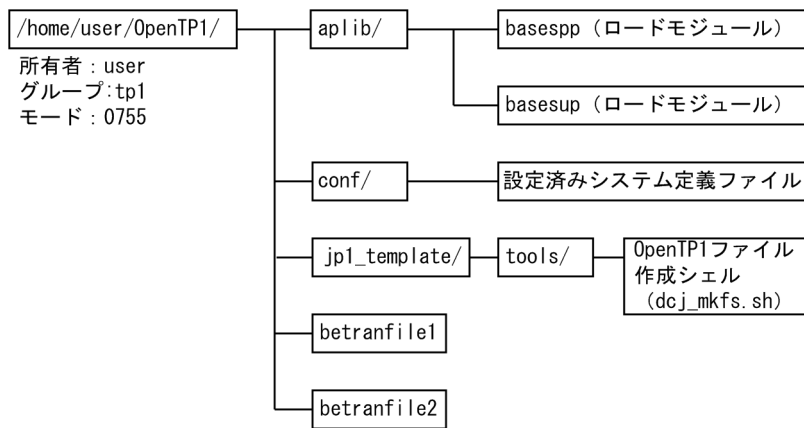 /home/user/OpenTP1/
所有者：user
グループ:tp1
モード：0755
aplib/
basespp（ロードモジュール）
basesup（ロードモジュール）
conf/
設定済みシステム定義ファイル
jp1_template/
tools/
OpenTP1ファイル
作成シェル
（dcj_mkfs.sh）
betranfile1
betranfile2